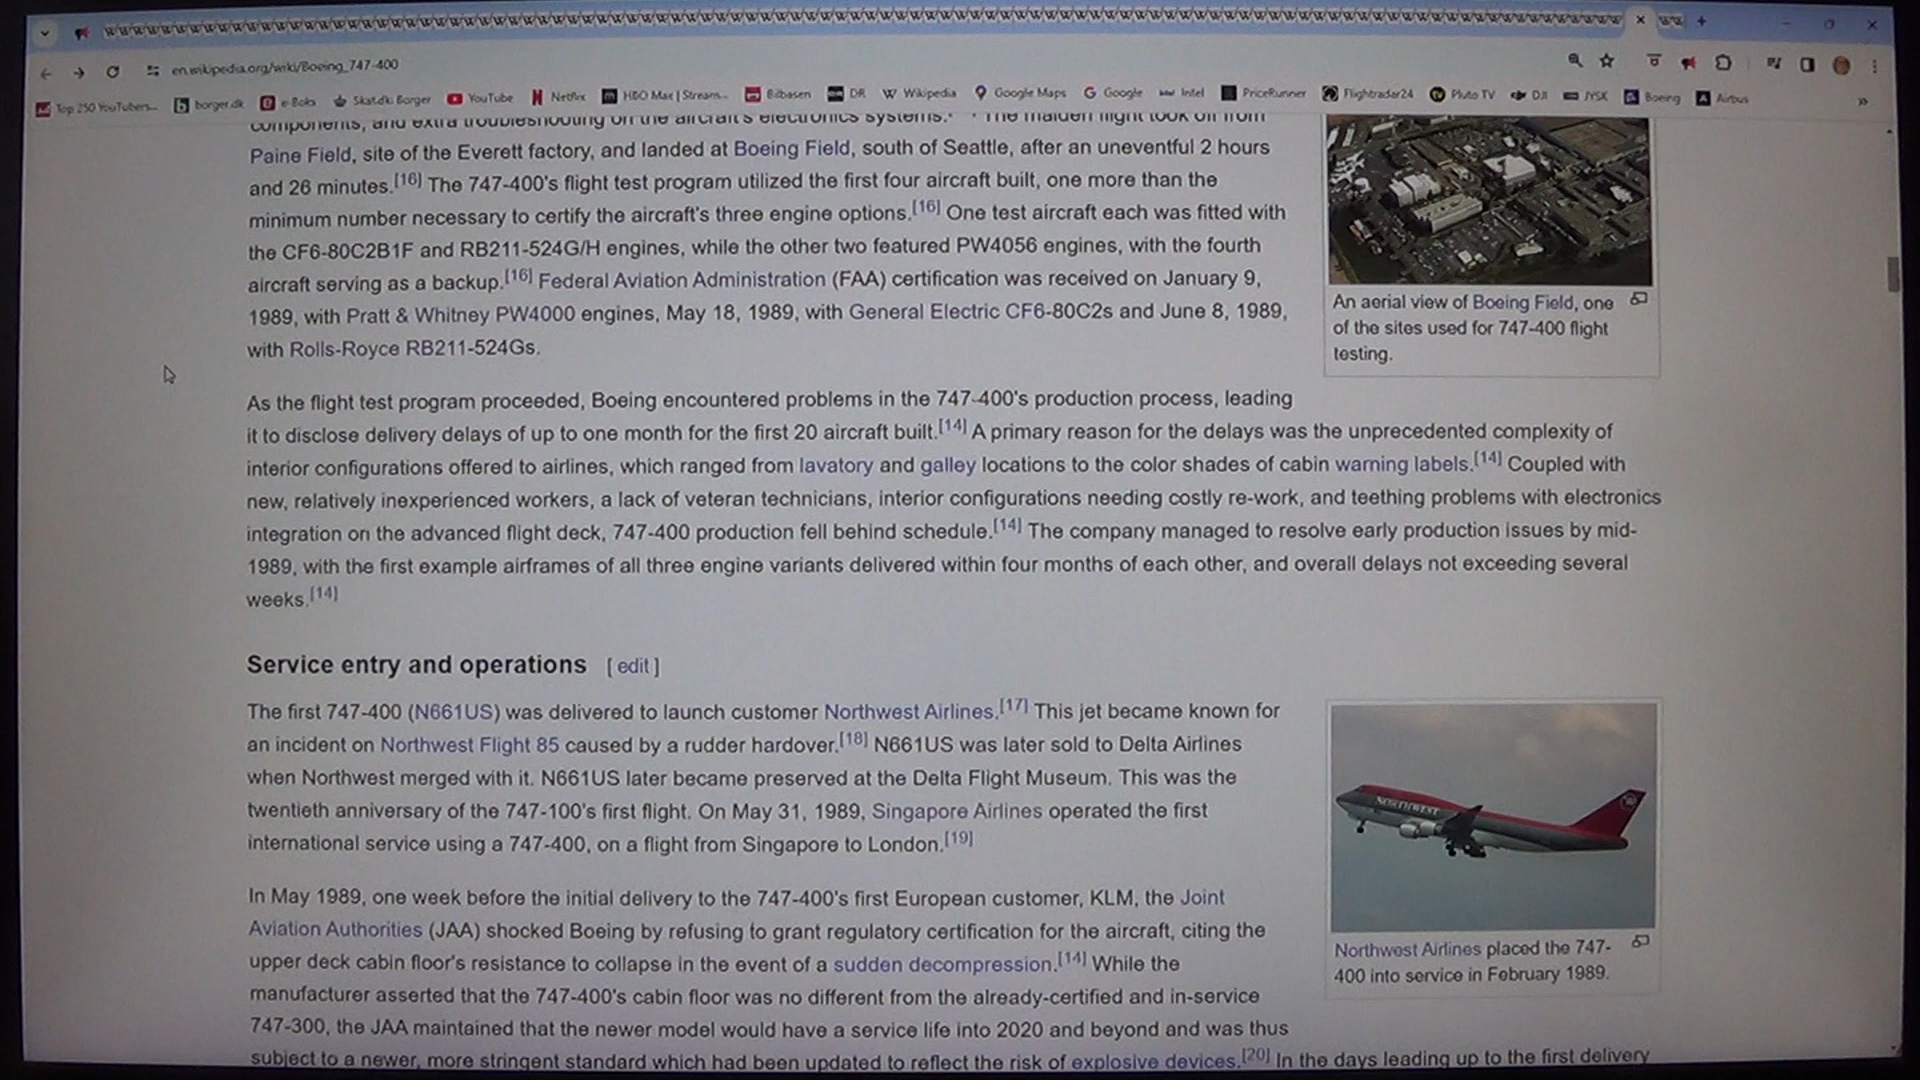 en.wikipedia.org/wiki/Boeing_747-400
Top 250 YouTubers...
borger.dk
e-Boks
Skat.dk: Borger
YouTube
Netflix
HBO Max | Stream...
Bilbasen
DR
Wikipedia
Google Maps
Google
Intel
PriceRunner
Flightradar24
Pluto TV
DJI
JYSK
Boeing
Airbus
components, and extra troubleshooting on the aircraft's electronics systems. The maiden flight took off from
Paine Field, site of the Everett factory, and landed at Boeing Field, south of Seattle, after an uneventful 2 hours
and 26 minutes.[16] The 747-400's flight test program utilized the first four aircraft built, one more than the
minimum number necessary to certify the aircraft's three engine options.[16] One test aircraft each was fitted with
the CF6-80C2B1F and RB211-524G/H engines, while the other two featured PW4056 engines, with the fourth
aircraft serving as a backup.[16] Federal Aviation Administration (FAA) certification was received on January 9,
1989, with Pratt & Whitney PW4000 engines, May 18, 1989, with General Electric CF6-80C2s and June 8, 1989,
with Rolls-Royce RB211-524Gs.
An aerial view of Boeing Field, one
of the sites used for 747-400 flight
testing.
As the flight test program proceeded, Boeing encountered problems in the 747-400's production process, leading
it to disclose delivery delays of up to one month for the first 20 aircraft built.[14] A primary reason for the delays was the unprecedented complexity of
interior configurations offered to airlines, which ranged from lavatory and galley locations to the color shades of cabin warning labels.[14] Coupled with
new, relatively inexperienced workers, a lack of veteran technicians, interior configurations needing costly re-work, and teething problems with electronics
integration on the advanced flight deck, 747-400 production fell behind schedule.[14] The company managed to resolve early production issues by mid-
1989, with the first example airframes of all three engine variants delivered within four months of each other, and overall delays not exceeding several
weeks.[14]
Service entry and operations [ edit ]
The first 747-400 (N661US) was delivered to launch customer Northwest Airlines.[17] This jet became known for
an incident on Northwest Flight 85 caused by a rudder hardover.[18] N661US was later sold to Delta Airlines
when Northwest merged with it. N661US later became preserved at the Delta Flight Museum. This was the
twentieth anniversary of the 747-100's first flight. On May 31, 1989, Singapore Airlines operated the first
international service using a 747-400, on a flight from Singapore to London.[19]
NORTHWEST
Northwest Airlines placed the 747-
400 into service in February 1989.
In May 1989, one week before the initial delivery to the 747-400's first European customer, KLM, the Joint
Aviation Authorities (JAA) shocked Boeing by refusing to grant regulatory certification for the aircraft, citing the
upper deck cabin floor's resistance to collapse in the event of a sudden decompression.[14] While the
manufacturer asserted that the 747-400's cabin floor was no different from the already-certified and in-service
747-300, the JAA maintained that the newer model would have a service life into 2020 and beyond and was thus
subject to a newer, more stringent standard which had been updated to reflect the risk of explosive devices.[20] In the days leading up to the first delivery